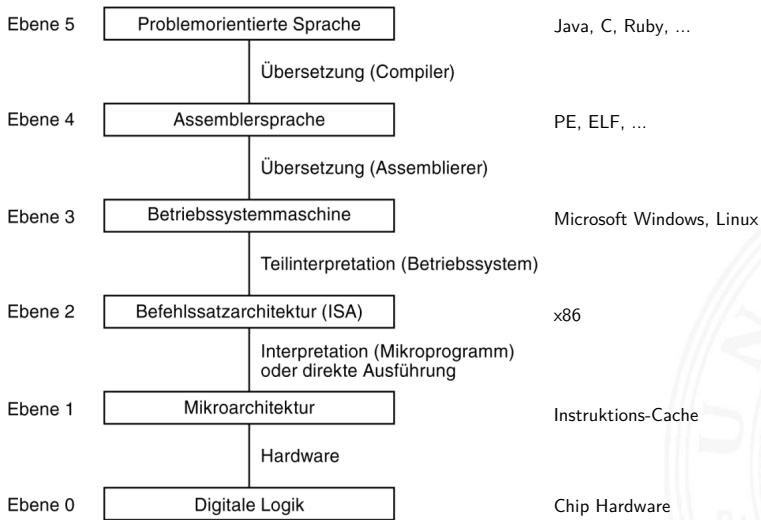 Ebene 5 Problemorientierte Sprache Java, C, Ruby, ...
Übersetzung (Compiler)
Ebene 4 Assemblersprache PE, ELF, ...
Übersetzung (Assemblierer)
Ebene 3 Betriebssystemmaschine Microsoft Windows, Linux
Teilinterpretation (Betriebssystem)
Ebene 2 Befehlssatzarchitektur (ISA) x86
Interpretation (Mikroprogramm)
oder direkte Ausführung
Ebene 1 Mikroarchitektur Instruktions-Cache
Hardware
Ebene 0 Digitale Logik Chip Hardware